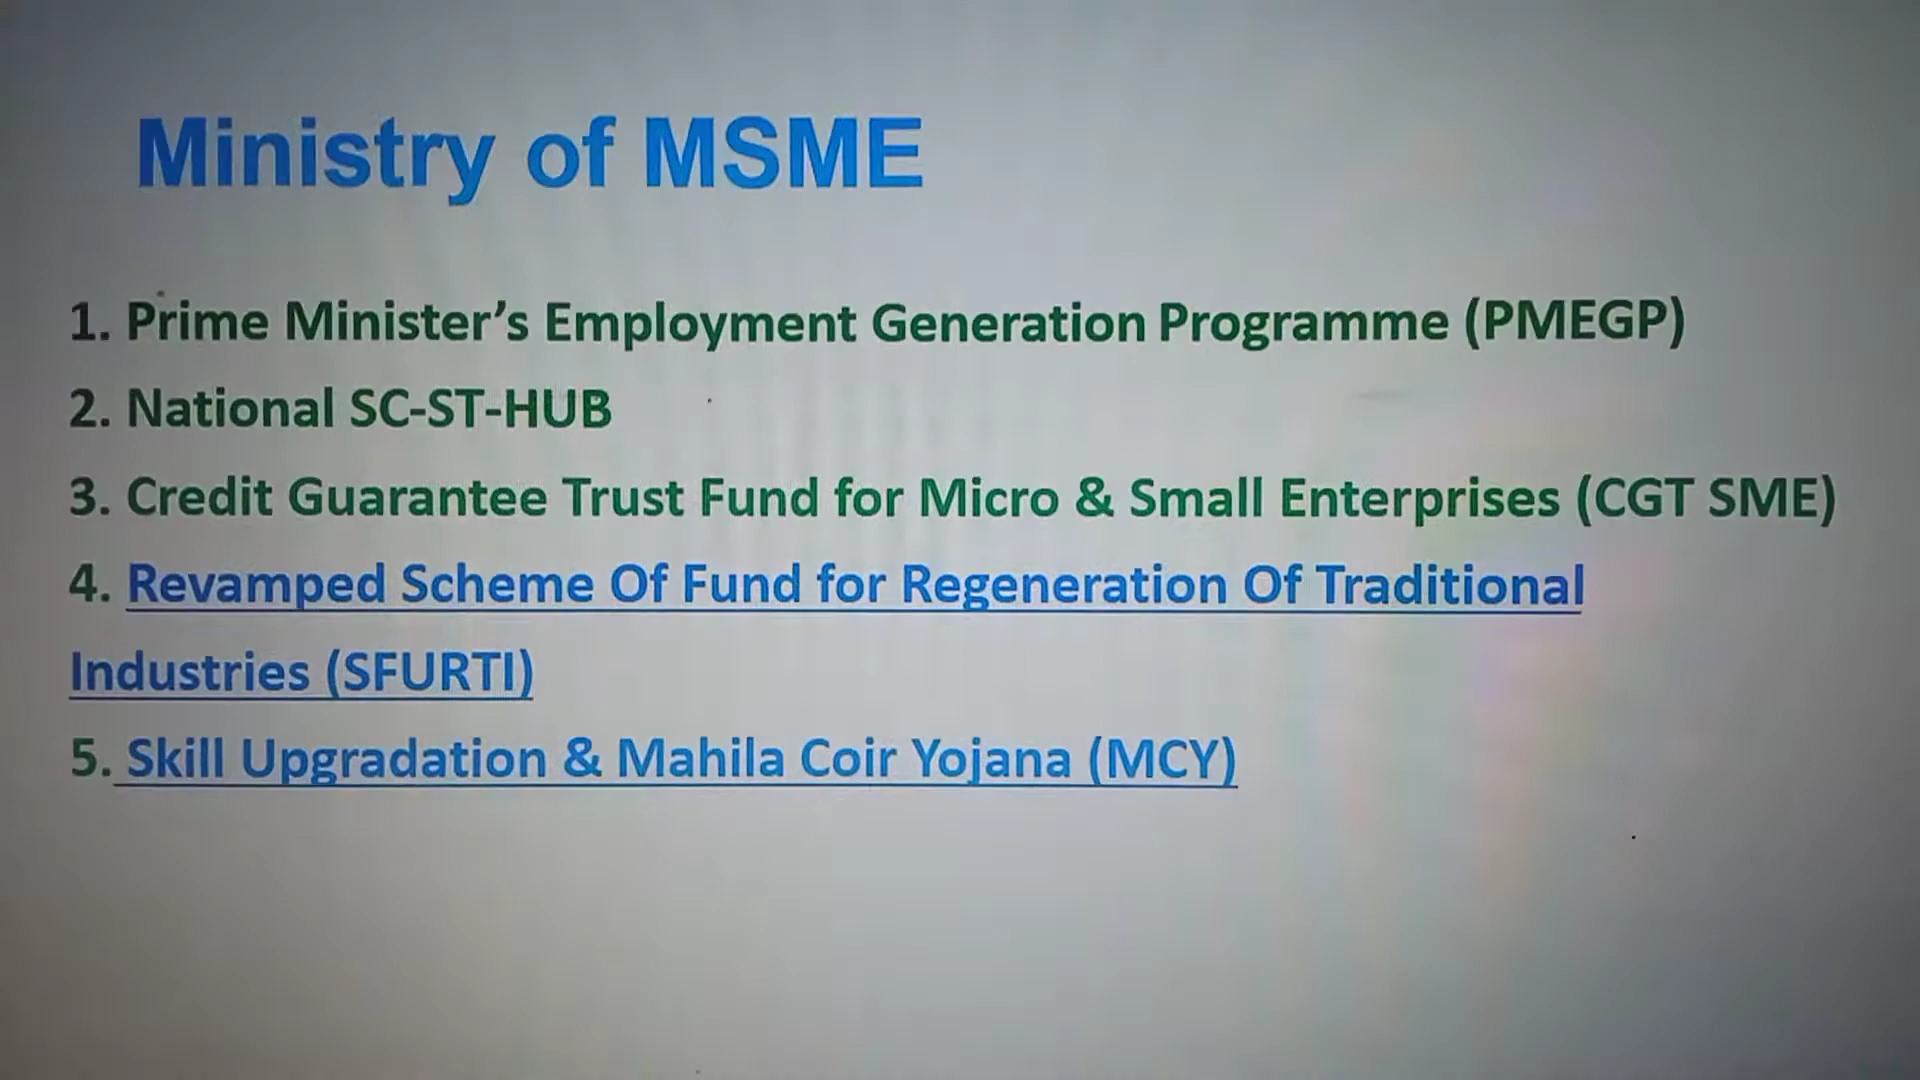 Ministry of MSME
1. Prime Minister’s Employment Generation Programme (PMEGP)
2. National SC-ST-HUB
3. Credit Guarantee Trust Fund for Micro & Small Enterprises (CGT SME)
4. Revamped Scheme Of Fund for Regeneration Of Traditional
Industries (SFURTI)
5. Skill Upgradation & Mahila Coir Yojana (MCY)